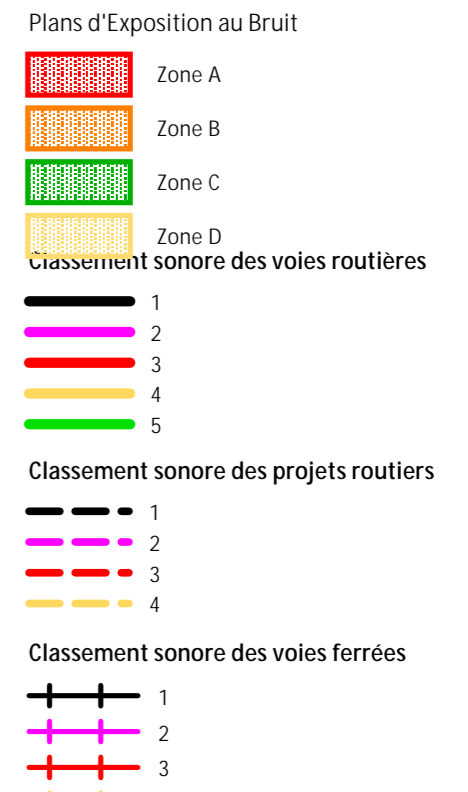 Plans d'Exposition au Bruit
Zone A
Zone B
Zone C
Zone D
Classement sonore des voies routières
1
2
3
4
5
Classement sonore des projets routiers
1
2
3
4
Classement sonore des voies ferrées
1
2
3